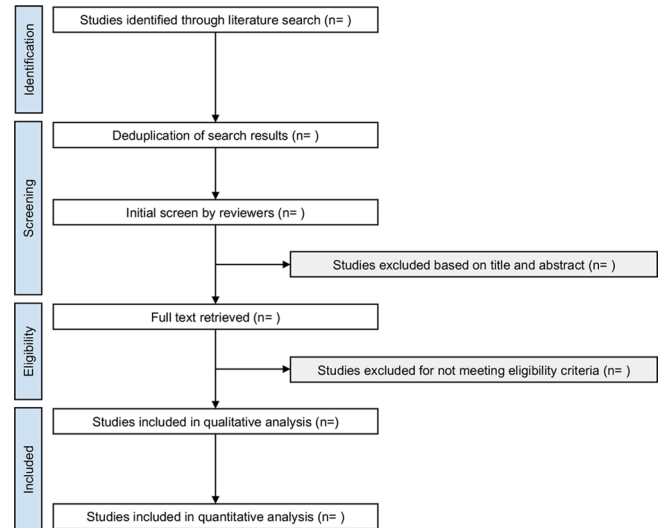 Identification
Studies identified through literature search (n= )
Screening
Deduplication of search results (n= )
Initial screen by reviewers (n= )
Studies excluded based on title and abstract (n= )
Eligibility
Full text retrieved (n= )
Studies excluded for not meeting eligibility criteria (n= )
Included
Studies included in qualitative analysis (n=)
Studies included in quantitative analysis (n= )